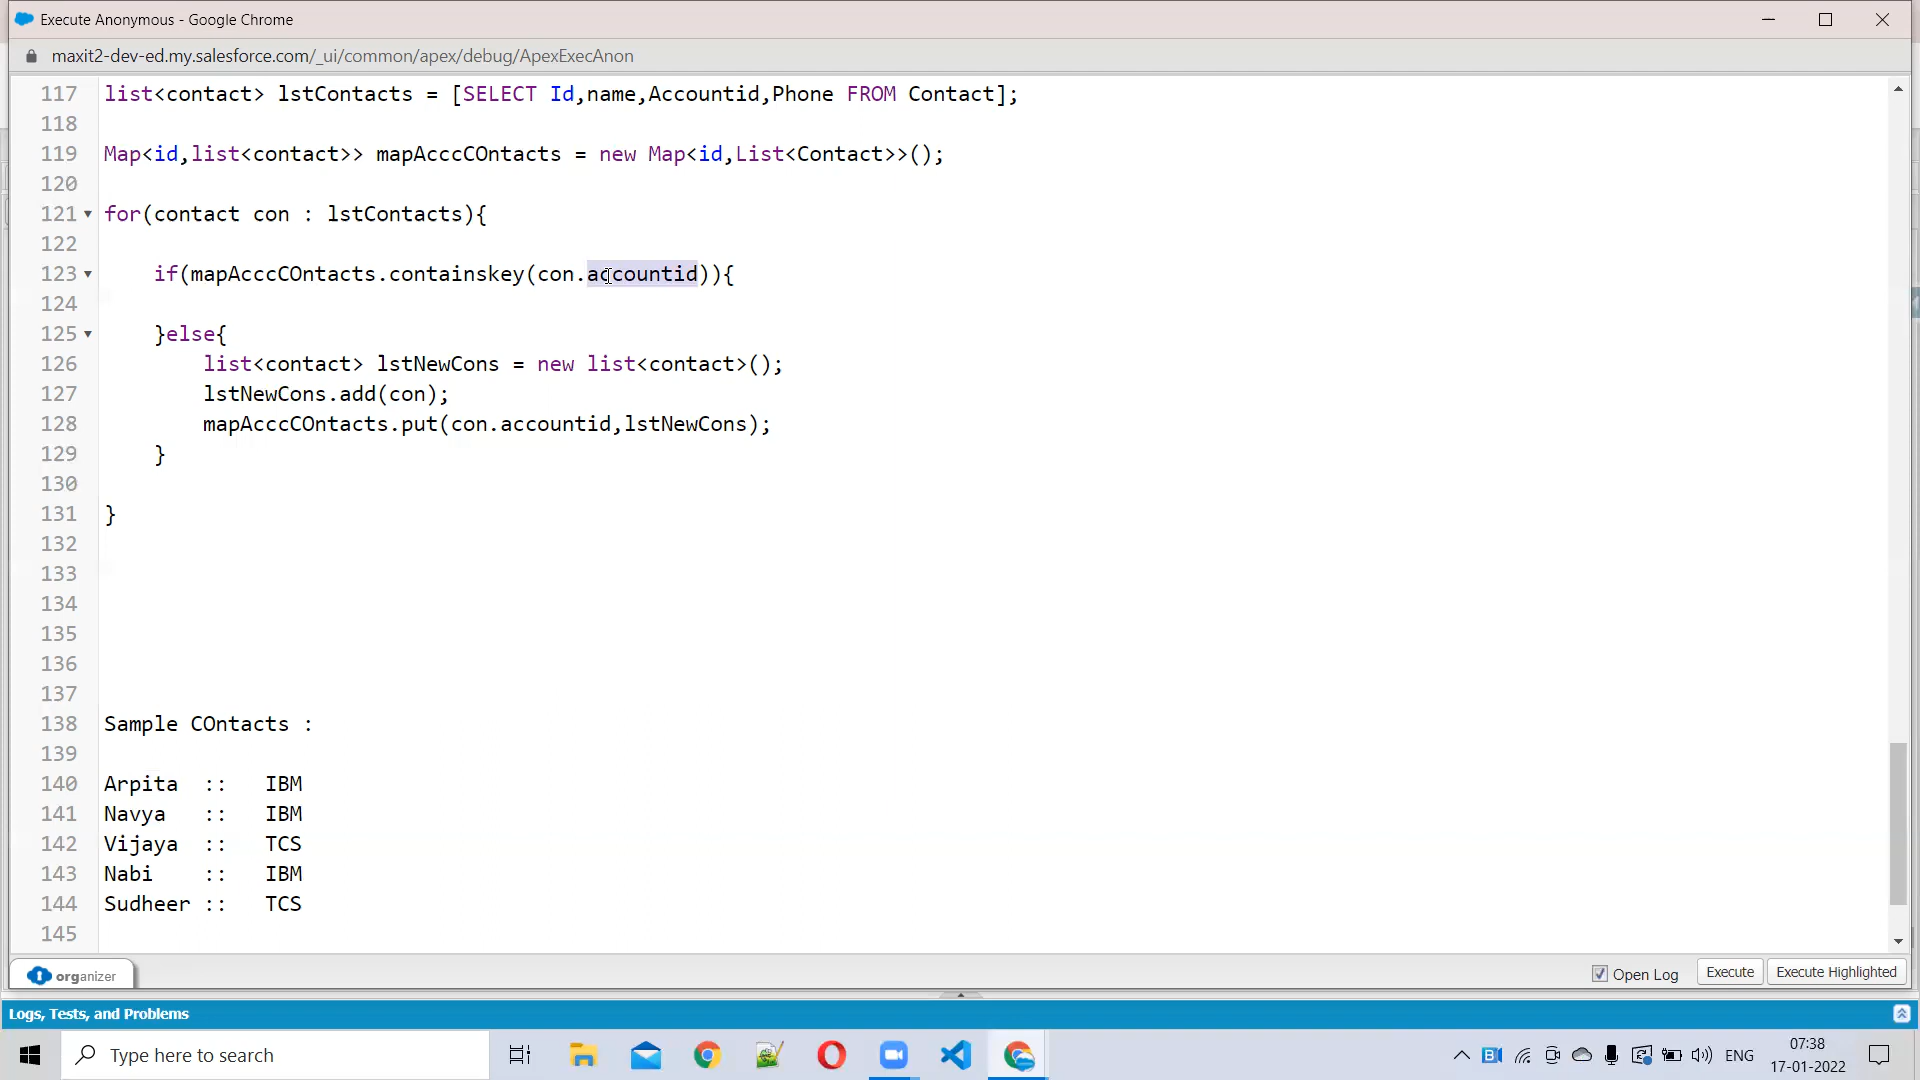 Execute Anonymous - Google Chrome
maxit2-dev-ed.my.salesforce.com/_ui/common/apex/debug/ApexExecAnon
117 list<contact> lstContacts = [SELECT Id,name,Accountid,Phone FROM Contact];
118
119 Map<id,list<contact>> mapAcccCOntacts = new Map<id,List<Contact>>();
120
121 for(contact con : lstContacts){
122
123 if(mapAcccCOntacts.containskey(con.accountid)){
124
125 }else{
126 list<contact> lstNewCons = new list<contact>();
127 lstNewCons.add(con);
128 mapAcccCOntacts.put(con.accountid,lstNewCons);
129 }
130
131 }
132
133
134
135
136
137
138 Sample COntacts :
139
140 Arpita :: IBM
141 Navya :: IBM
142 Vijaya :: TCS
143 Nabi :: IBM
144 Sudheer :: TCS
145
organizer Open Log Execute Execute Highlighted
Logs, Tests, and Problems
Type here to search ENG 07:38
17-01-2022